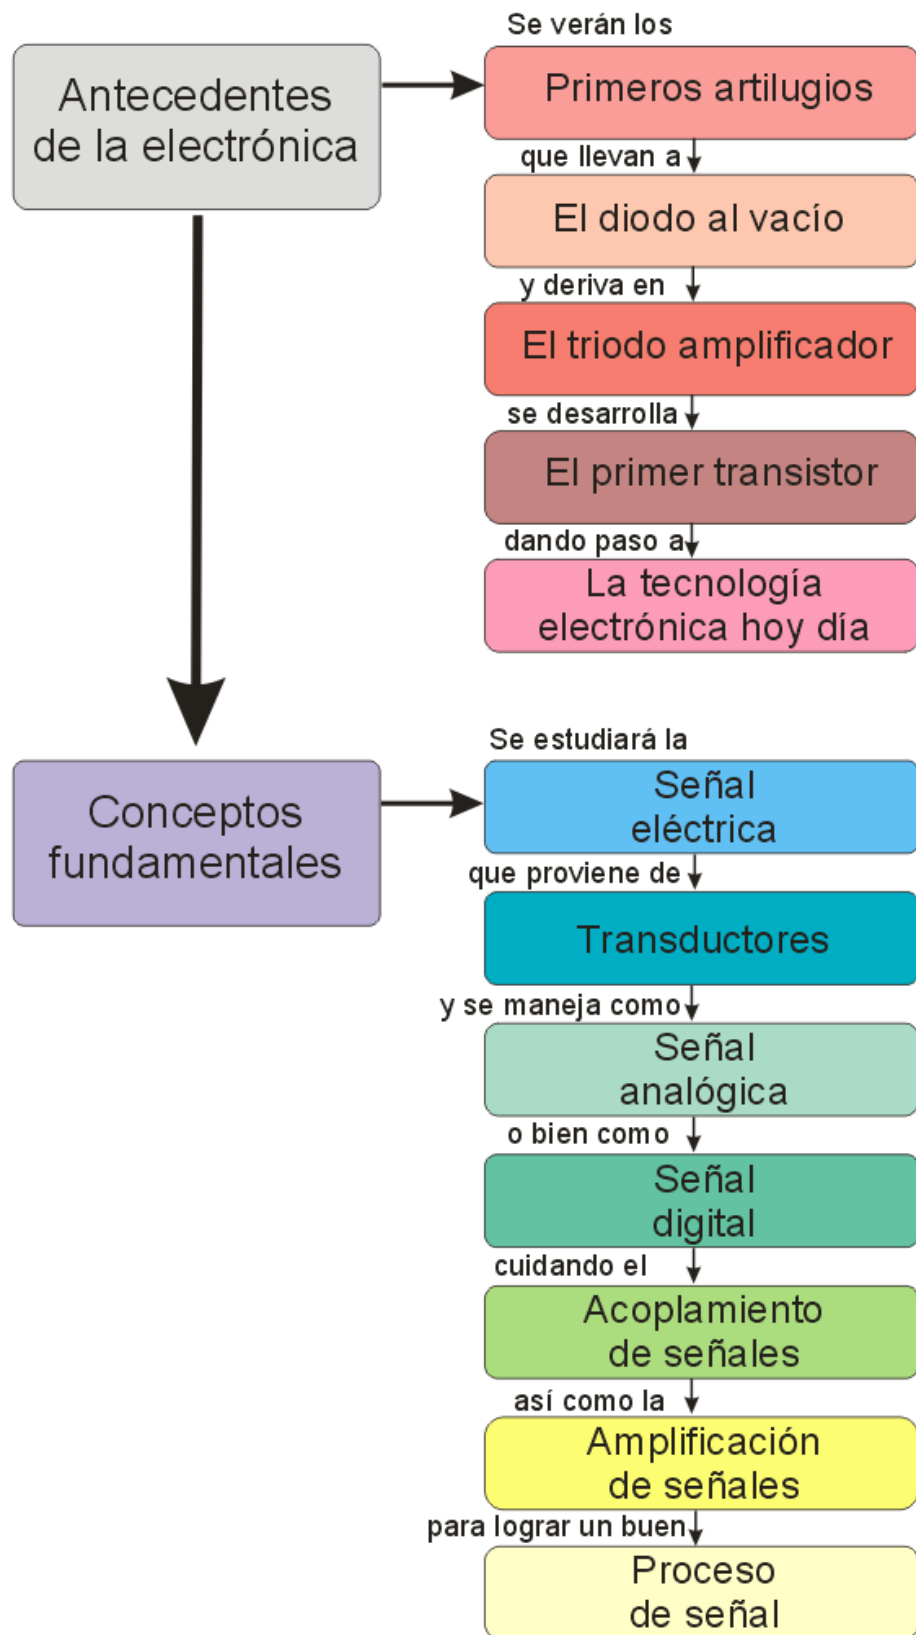 Antecedentes
de la electrónica
Se verán los
Primeros artilugios
que llevan a
El diodo al vacío
y deriva en
El triodo amplificador
se desarrolla
El primer transistor
dando paso a
La tecnología
electrónica hoy día
Conceptos
fundamentales
Se estudiará la
Señal
eléctrica
que proviene de
Transductores
y se maneja como
Señal
analógica
o bien como
Señal
digital
cuidando el
Acoplamiento
de señales
así como la
Amplificación
de señales
para lograr un buen
Proceso
de señal